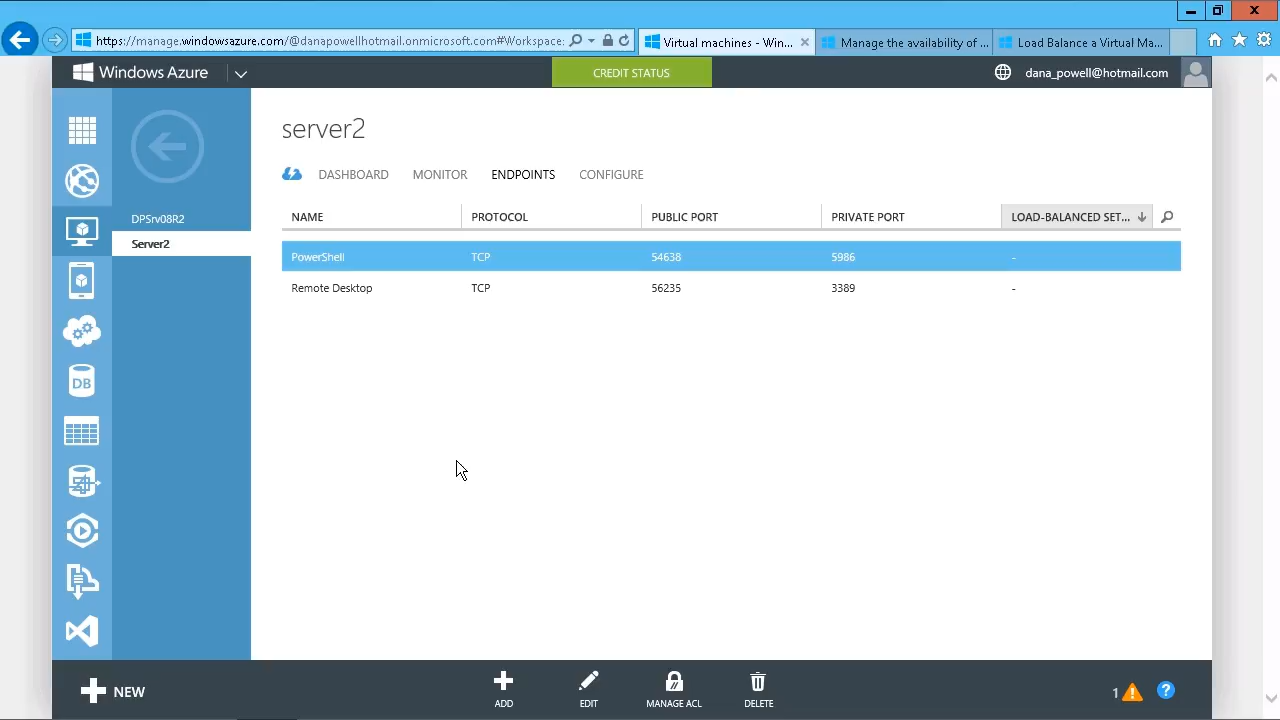 https://manage.windowsazure.com/@danapowellhotmail.onmicrosoft.com#Workspace:
Virtual machines - Win...
Manage the availability of ...
Load Balance a Virtual Ma...
Windows Azure
CREDIT STATUS
dana_powell@hotmail.com
server2
DASHBOARD MONITOR ENDPOINTS CONFIGURE
DPSrv08R2
Server2
NAME PROTOCOL PUBLIC PORT PRIVATE PORT LOAD-BALANCED SET...
PowerShell TCP 54638 5986 -
Remote Desktop TCP 56235 3389 -
DB
NEW
ADD
EDIT
MANAGE ACL
DELETE
1
?